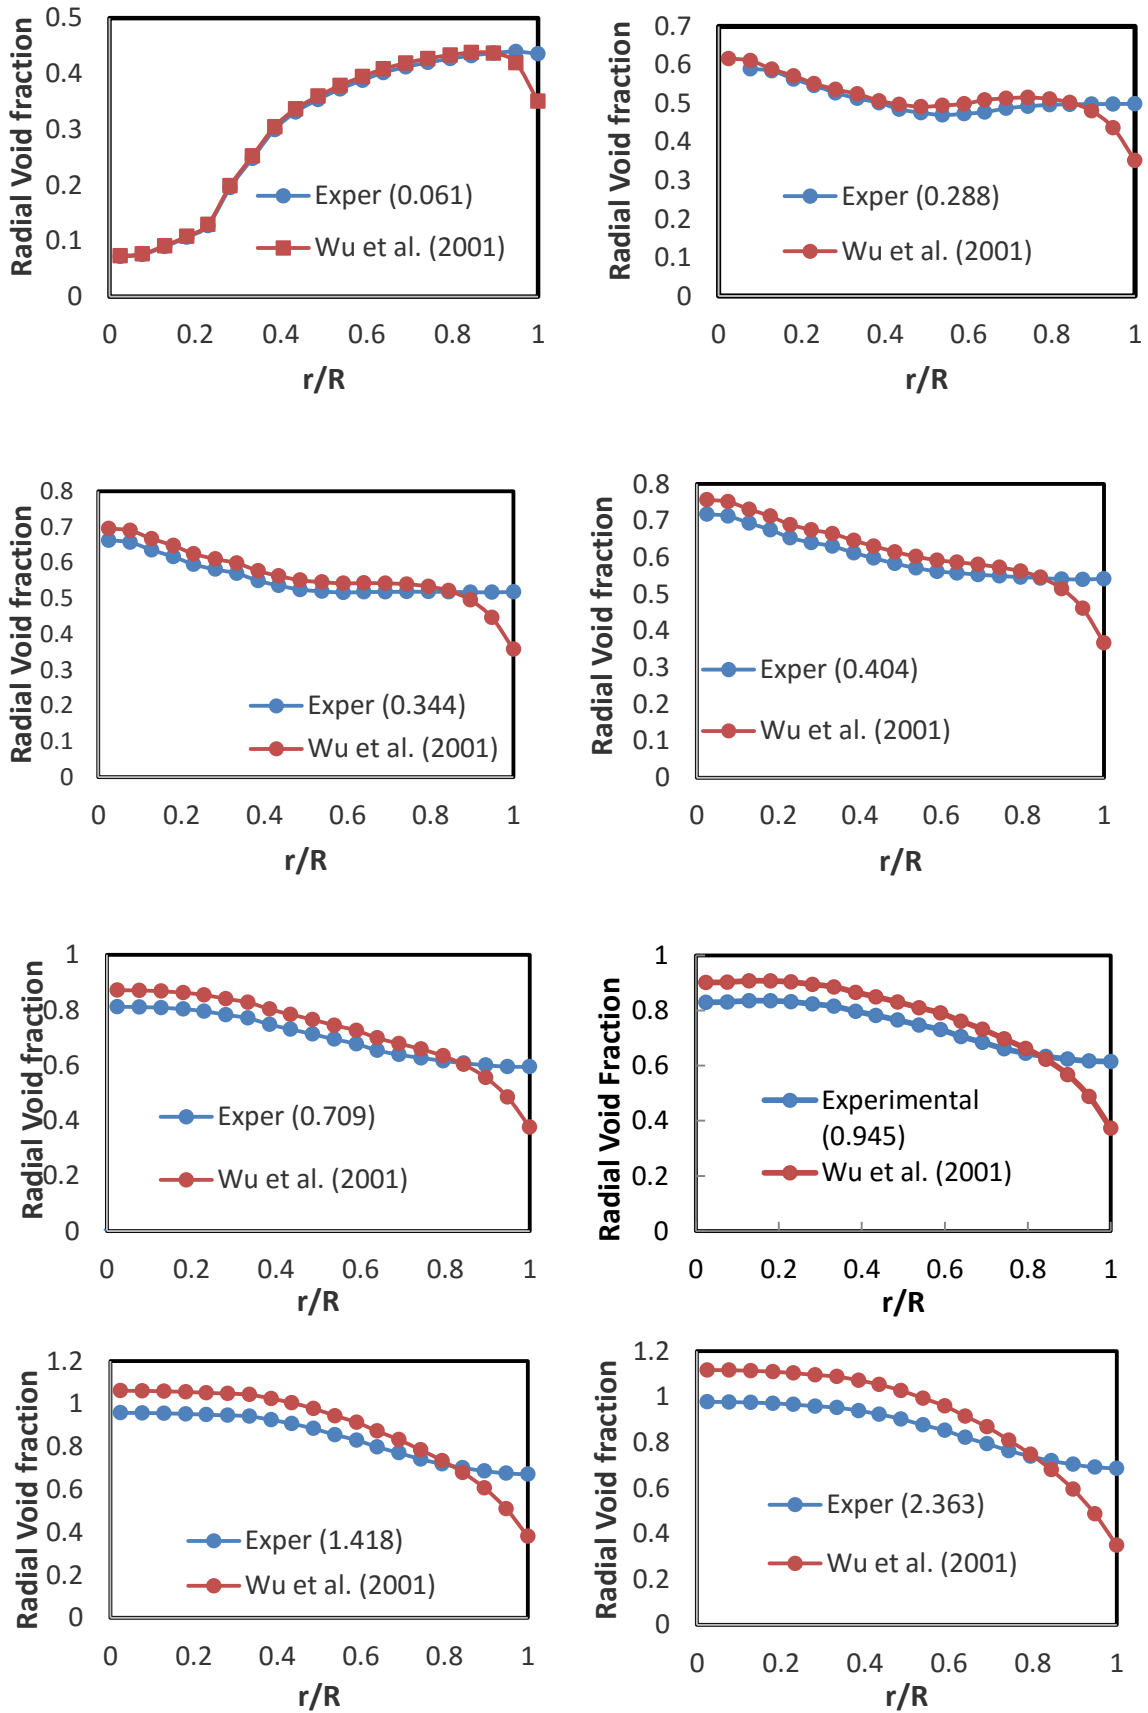 Radial Void fraction
0.5
0.4
0.3
0.2
0.1
0
Exper (0.061)
Wu et al. (2001)
0 0.2 0.4 0.6 0.8 1
r/R
Radial Void fraction
0.7
0.6
0.5
0.4
0.3
0.2
0.1
0
Exper (0.288)
Wu et al. (2001)
0 0.2 0.4 0.6 0.8 1
r/R
Radial Void fraction
0.8
0.7
0.6
0.5
0.4
0.3
0.2
0.1
0
Exper (0.344)
Wu et al. (2001)
0 0.2 0.4 0.6 0.8 1
r/R
Radial Void fraction
0.8
0.7
0.6
0.5
0.4
0.3
0.2
0.1
0
Exper (0.404)
Wu et al. (2001)
0 0.2 0.4 0.6 0.8 1
r/R
Radial Void fraction
1
0.8
0.6
0.4
0.2
0
Exper (0.709)
Wu et al. (2001)
0 0.2 0.4 0.6 0.8 1
r/R
Radial Void Fraction
1
0.8
0.6
0.4
0.2
0
Experimental
(0.945)
Wu et al. (2001)
0 0.2 0.4 0.6 0.8 1
r/R
Radial Void fraction
1.2
1
0.8
0.6
0.4
0.2
0
Exper (1.418)
Wu et al. (2001)
0 0.2 0.4 0.6 0.8 1
r/R
Radial Void fraction
1.2
1
0.8
0.6
0.4
0.2
0
Exper (2.363)
Wu et al. (2001)
0 0.2 0.4 0.6 0.8 1
r/R